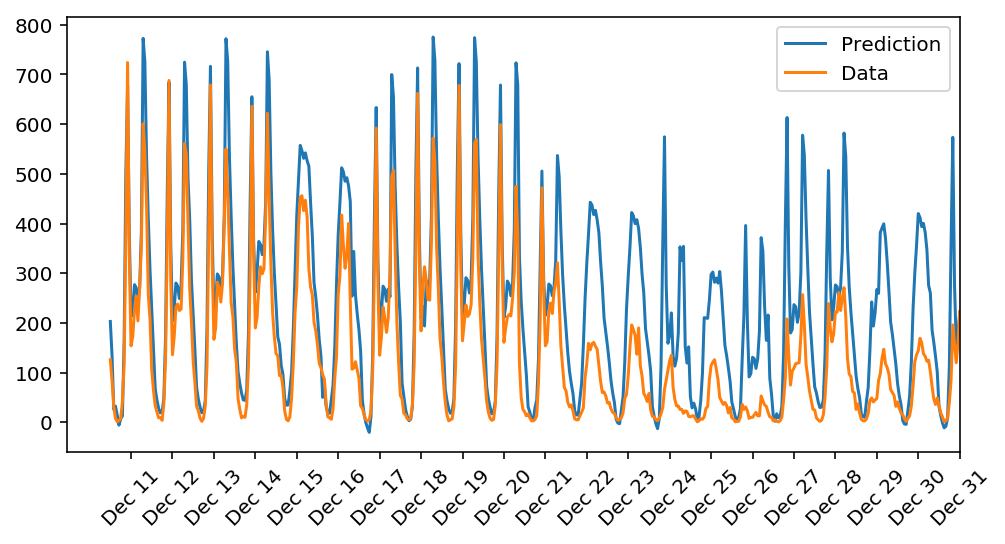 800
700
600
500
400
300
200
100
0
Prediction
Data
Dec 11
Dec 12
Dec 13
Dec 14
Dec 15
Dec 16
Dec 17
Dec 18
Dec 19
Dec 20
Dec 21
Dec 22
Dec 23
Dec 24
Dec 25
Dec 26
Dec 27
Dec 28
Dec 29
Dec 30
Dec 31